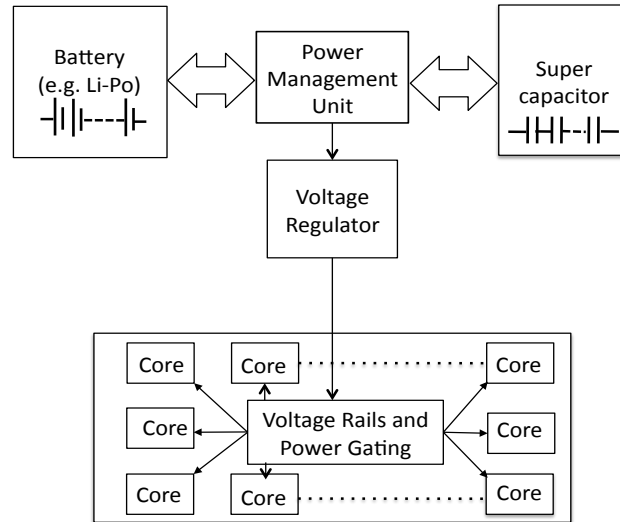 Battery
(e.g. Li-Po)
Power
Management
Unit
Super
capacitor
Voltage
Regulator
Core
Core
Core
Core
Voltage Rails and
Power Gating
Core
Core
Core
Core